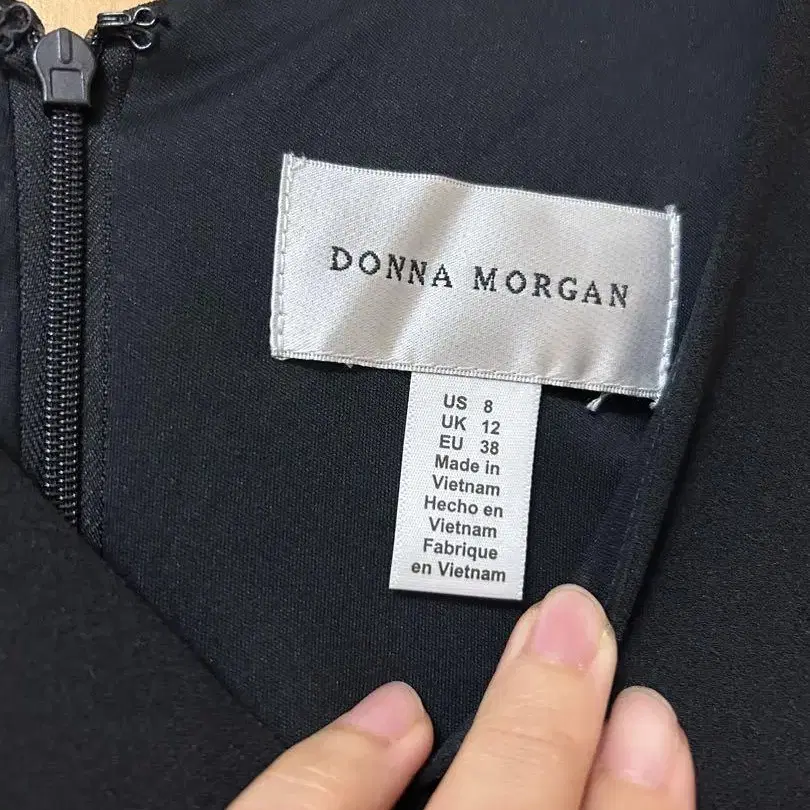 DONNA MORGAN
US 8
UK 12
EU 38
Made in
Vietnam
Hecho en
Vietnam
Fabrique
en Vietnam